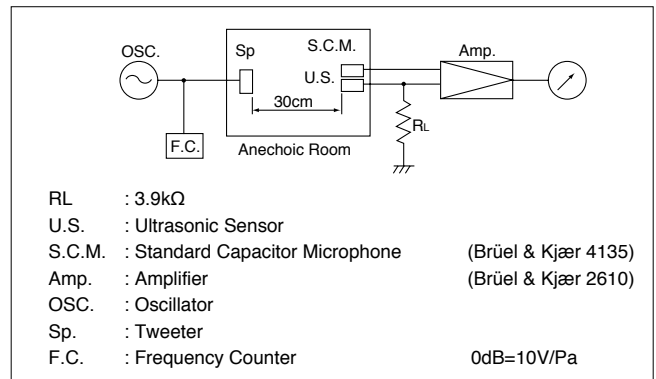 OSC.
Sp
S.C.M.
Amp.
U.S.
30cm
RL
F.C.
Anechoic Room
RL : 3.9kΩ
U.S. : Ultrasonic Sensor
S.C.M. : Standard Capacitor Microphone (Brüel & Kjær 4135)
Amp. : Amplifier (Brüel & Kjær 2610)
OSC. : Oscillator
Sp. : Tweeter
F.C. : Frequency Counter 0dB=10V/Pa